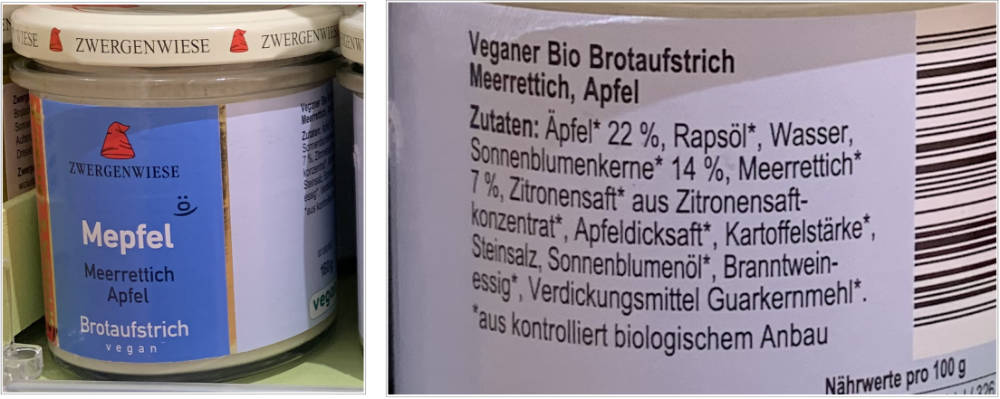 ZWERGENWIESE
ZWERGENWIESE
ZWERGENWIESE
Mepfel
Meerrettich
Apfel
Brotaufstrich
vegan
Veganer Bio Brotaufstrich
Meerrettich, Apfel
Zutaten: Äpfel* 22 %, Rapsöl*, Wasser,
Sonnenblumenkerne* 14 %, Meerrettich*
7 %, Zitronensaft* aus Zitronensaft-
konzentrat*, Apfeldicksaft*, Kartoffelstärke*,
Steinsalz, Sonnenblumenöl*, Branntwein-
essig*, Verdickungsmittel Guarkernmehl*.
*aus kontrolliert biologischem Anbau
Nährwerte pro 100 g